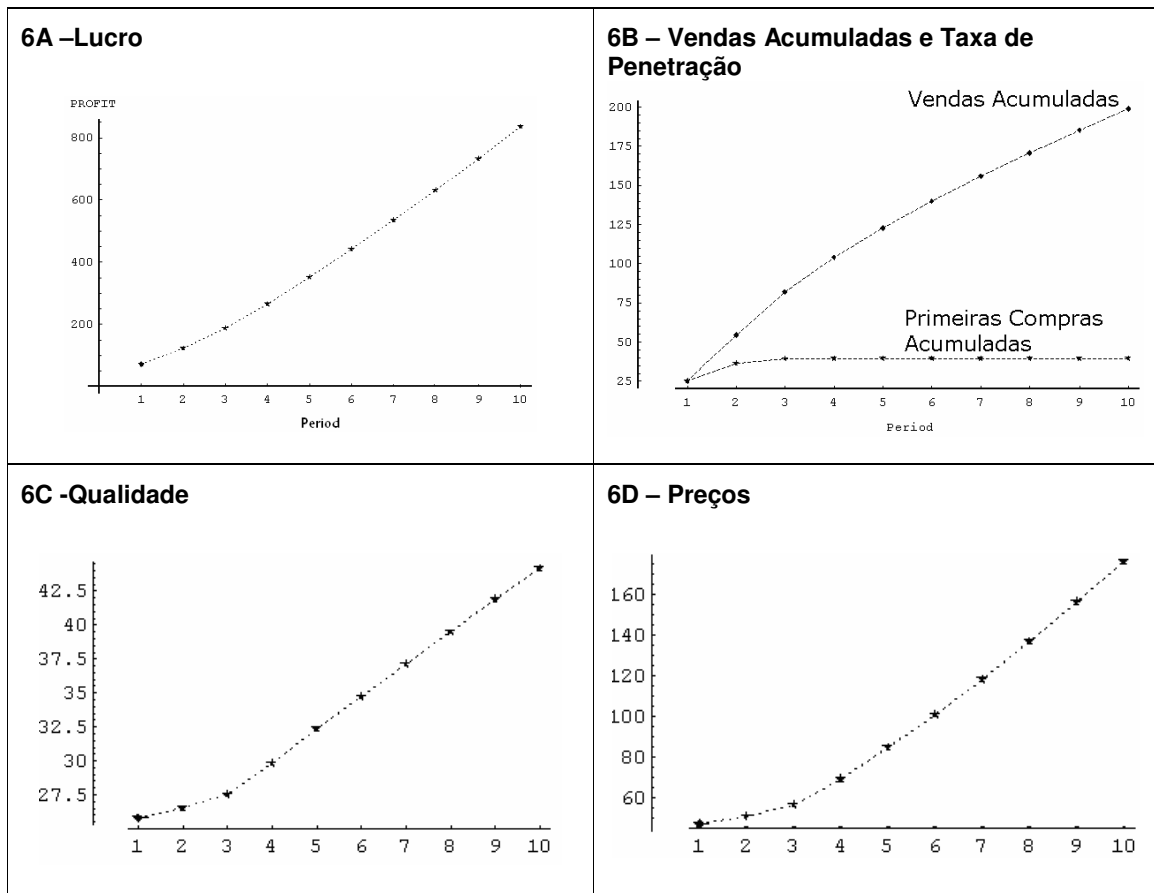 6A –Lucro
PROFIT
800
600
400
200
1 2 3 4 5 6 7 8 9 10
Period
6B – Vendas Acumuladas e Taxa de
Penetração
200
Vendas Acumuladas
175
150
125
100
75
Primeiras Compras
Acumuladas
50
25
1 2 3 4 5 6 7 8 9 10
Period
6C -Qualidade
42.5
40
37.5
35
32.5
30
27.5
1 2 3 4 5 6 7 8 9 10
6D – Preços
160
140
120
100
80
60
1 2 3 4 5 6 7 8 9 10